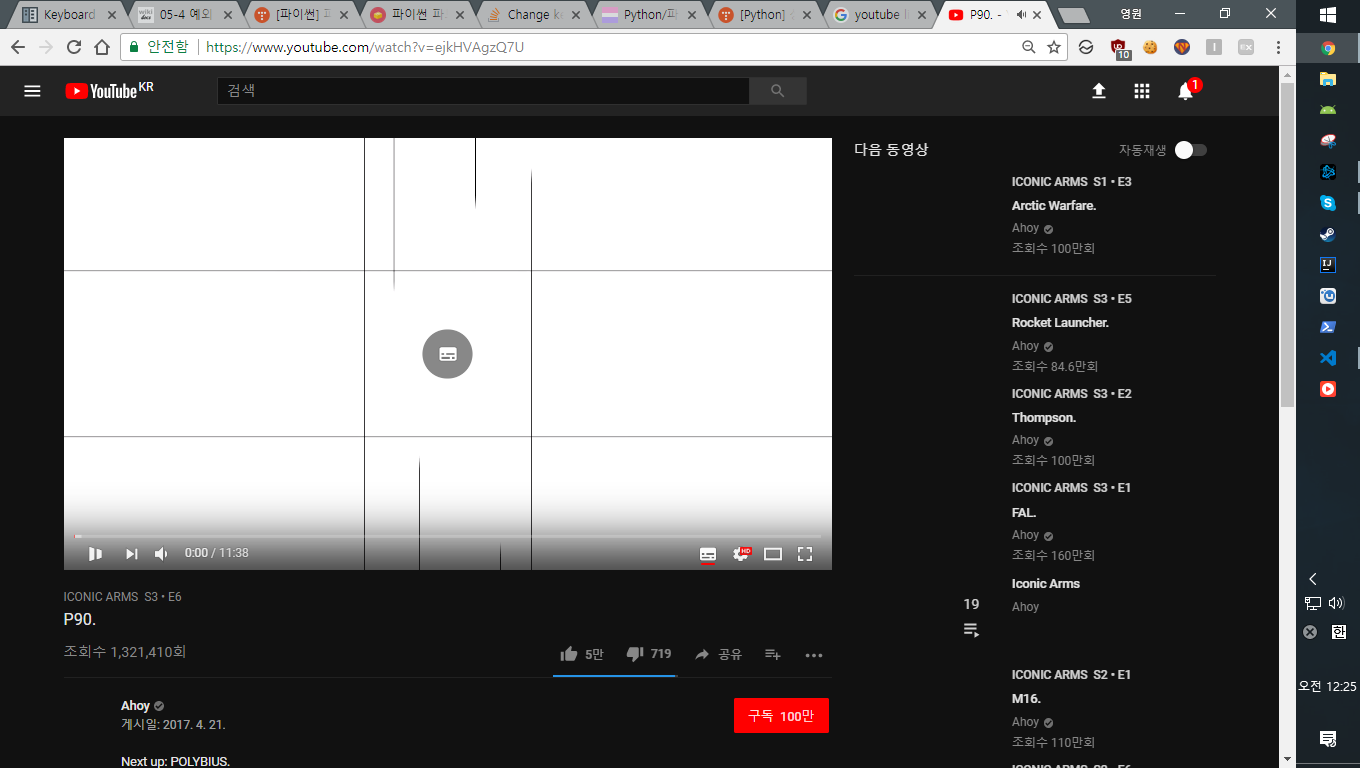 Keyboard
05-4 예외
[파이썬]
파이썬 파
Change k
Python/파
[Python]
youtube
P90. -
영원
안전함
https://www.youtube.com/watch?v=ejkHVAgzQ7U
10
YouTube KR
검색
1
다음 동영상
자동재생
ICONIC ARMS S1 • E3
Arctic Warfare.
Ahoy
조회수 100만회
ICONIC ARMS S3 • E5
Rocket Launcher.
Ahoy
조회수 84.6만회
ICONIC ARMS S3 • E2
Thompson.
Ahoy
조회수 100만회
ICONIC ARMS S3 • E1
FAL.
Ahoy
조회수 160만회
19
Iconic Arms
Ahoy
ICONIC ARMS S2 • E1
M16.
Ahoy
조회수 110만회
0:00 / 11:38
HD
ICONIC ARMS S3 • E6
P90.
조회수 1,321,410회
5만
719
공유
Ahoy
게시일: 2017. 4. 21.
구독 100만
Next up: POLYBIUS.
한
오전 12:25